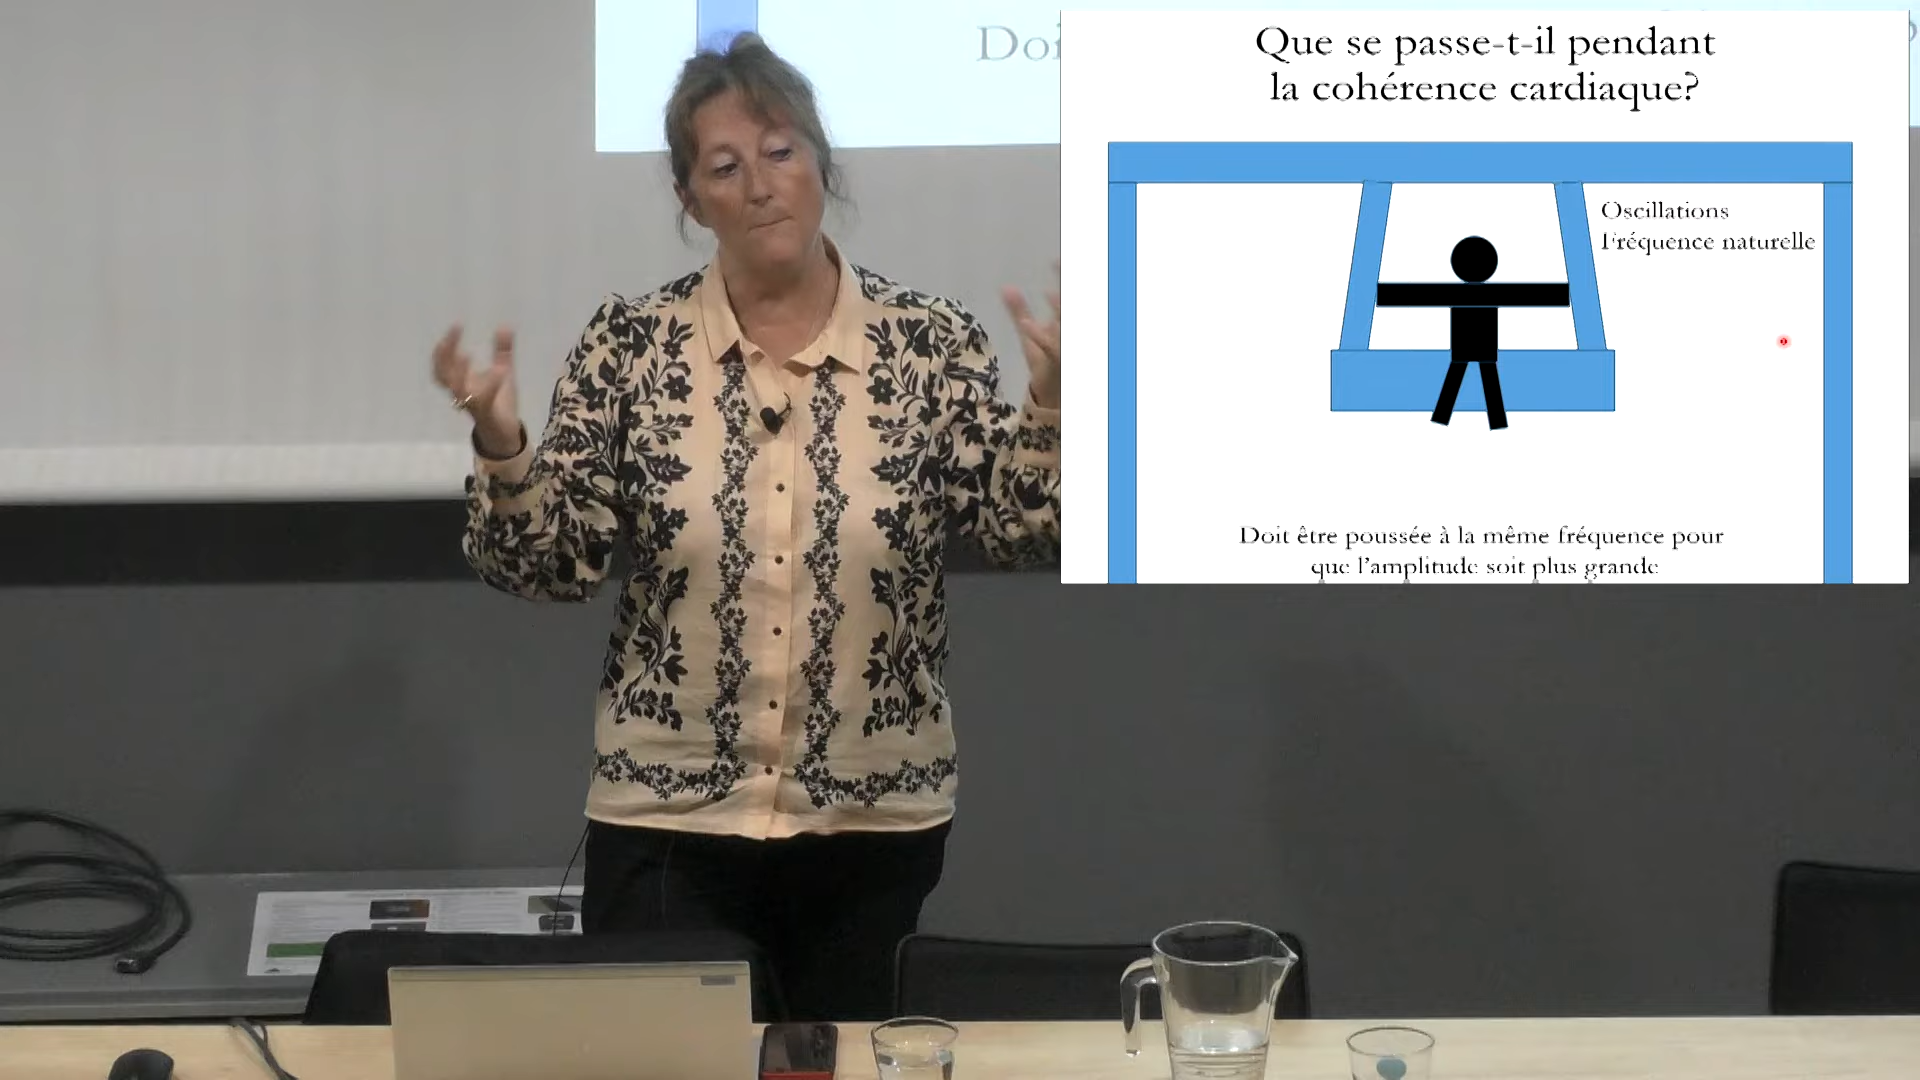 Doi
Que se passe-t-il pendant
la cohérence cardiaque?
Oscillations
Fréquence naturelle
Doit être poussée à la même fréquence pour
que l'amplitude soit plus grande